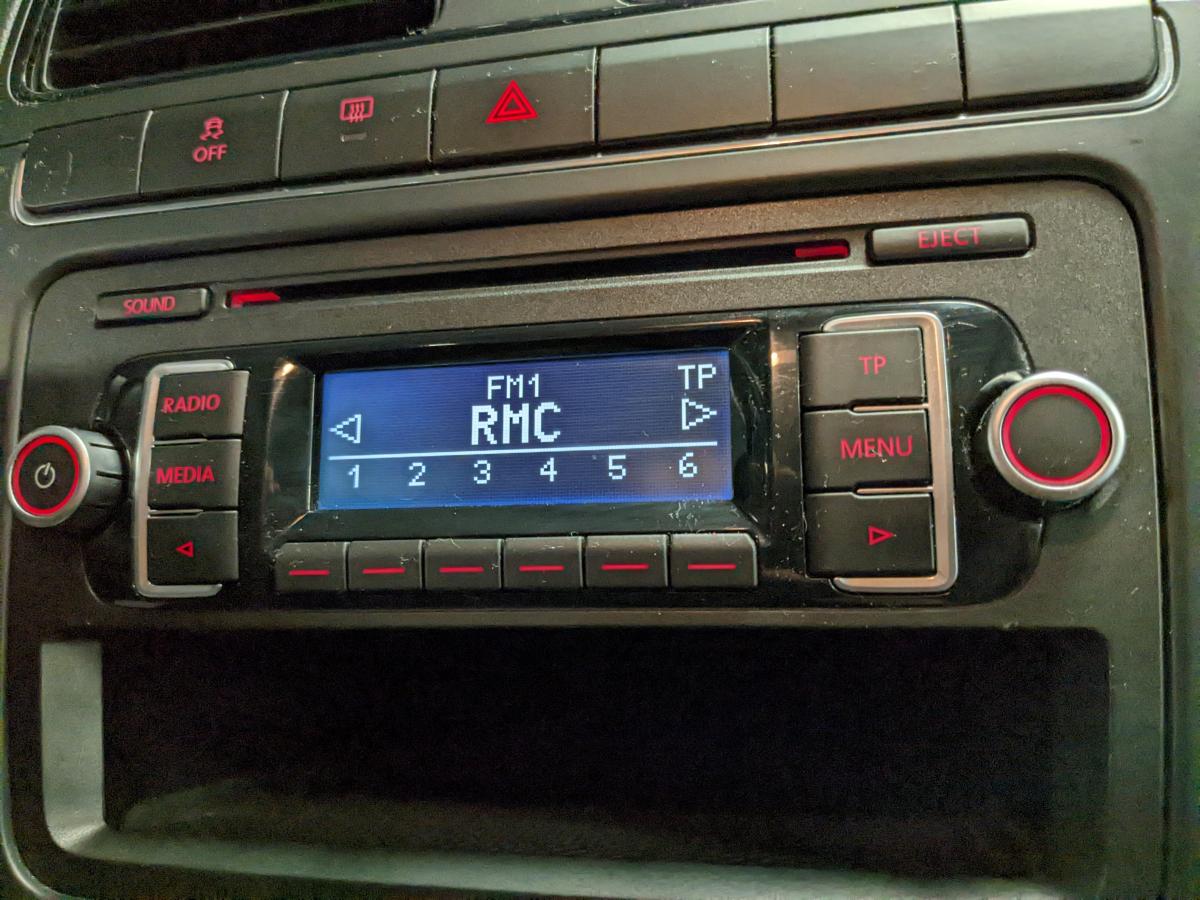 OFF
EJECT
SOUND
RADIO
MEDIA
FM1
TP
RMC
1 2 3 4 5 6
TP
MENU